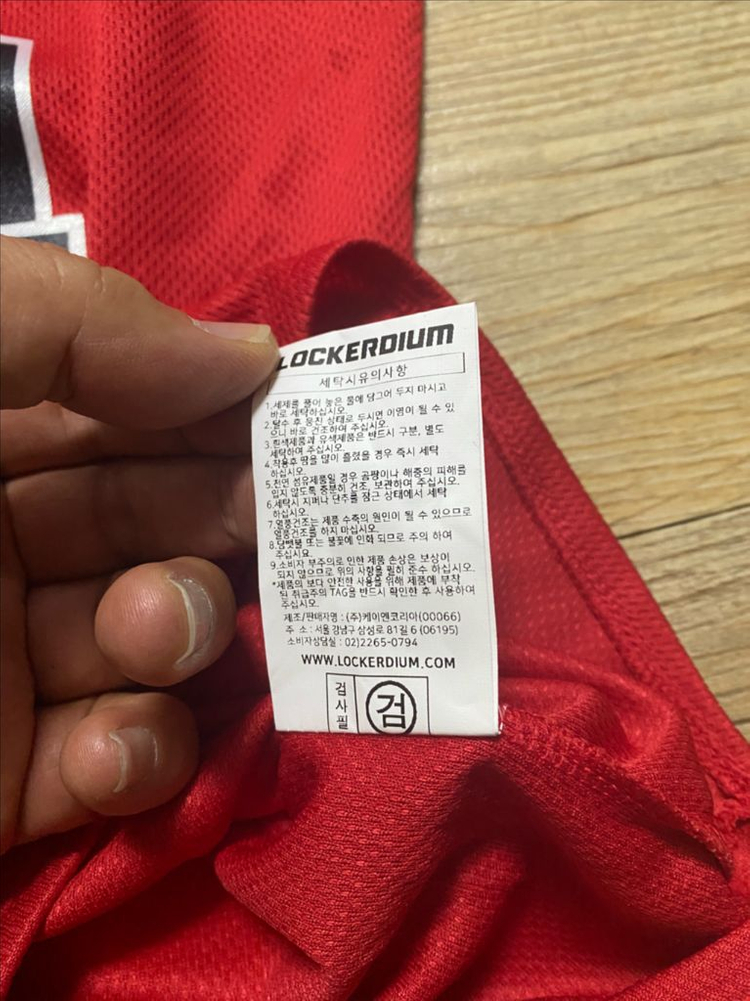 LOCKERDIUM
세탁시유의사항
1.세제를 풀어 놓은 물에 담그어 두지 마시고
바로 세탁하십시오.
2.탈수 후 뭉친 상태로 두시면 이염이 될 수 있
으니 바로 건조하여 주십시오.
3.흰색제품과 유색제품은 반드시 구분, 별도
세탁하여 주십시오.
4.착용후 땀을 많이 흘렸을 경우 즉시 세탁
하십시오.
5.천연 섬유제품일 경우 곰팡이나 해충의 피해를
입지 않도록 충분히 건조, 보관하여 주십시오.
6.세탁시 지퍼나 단추를 잠근 상태에서 세탁
하십시오.
7.열풍건조는 제품 수축의 원인이 될 수 있으므로
열풍건조를 하지 마십시오.
8.담뱃불 또는 불꽃에 인화 되므로 주의 하여
주십시요.
9.소비자 부주의로 인한 제품 손상은 보상이
되지 않으므로 위의 사항을 필히 준수 하십시오.
*제품의 보다 안전한 사용을 위해 제품에 부착
된 취급주의 TAG을 반드시 확인한 후 사용하여
주십시오.
제조/판매자명 : (주)케이엔코리아(00066)
주 소 : 서울 강남구 삼성로 81길 6 (06195)
소비자상담실 : 02)2265-0794
WWW.LOCKERDIUM.COM
검사필
검